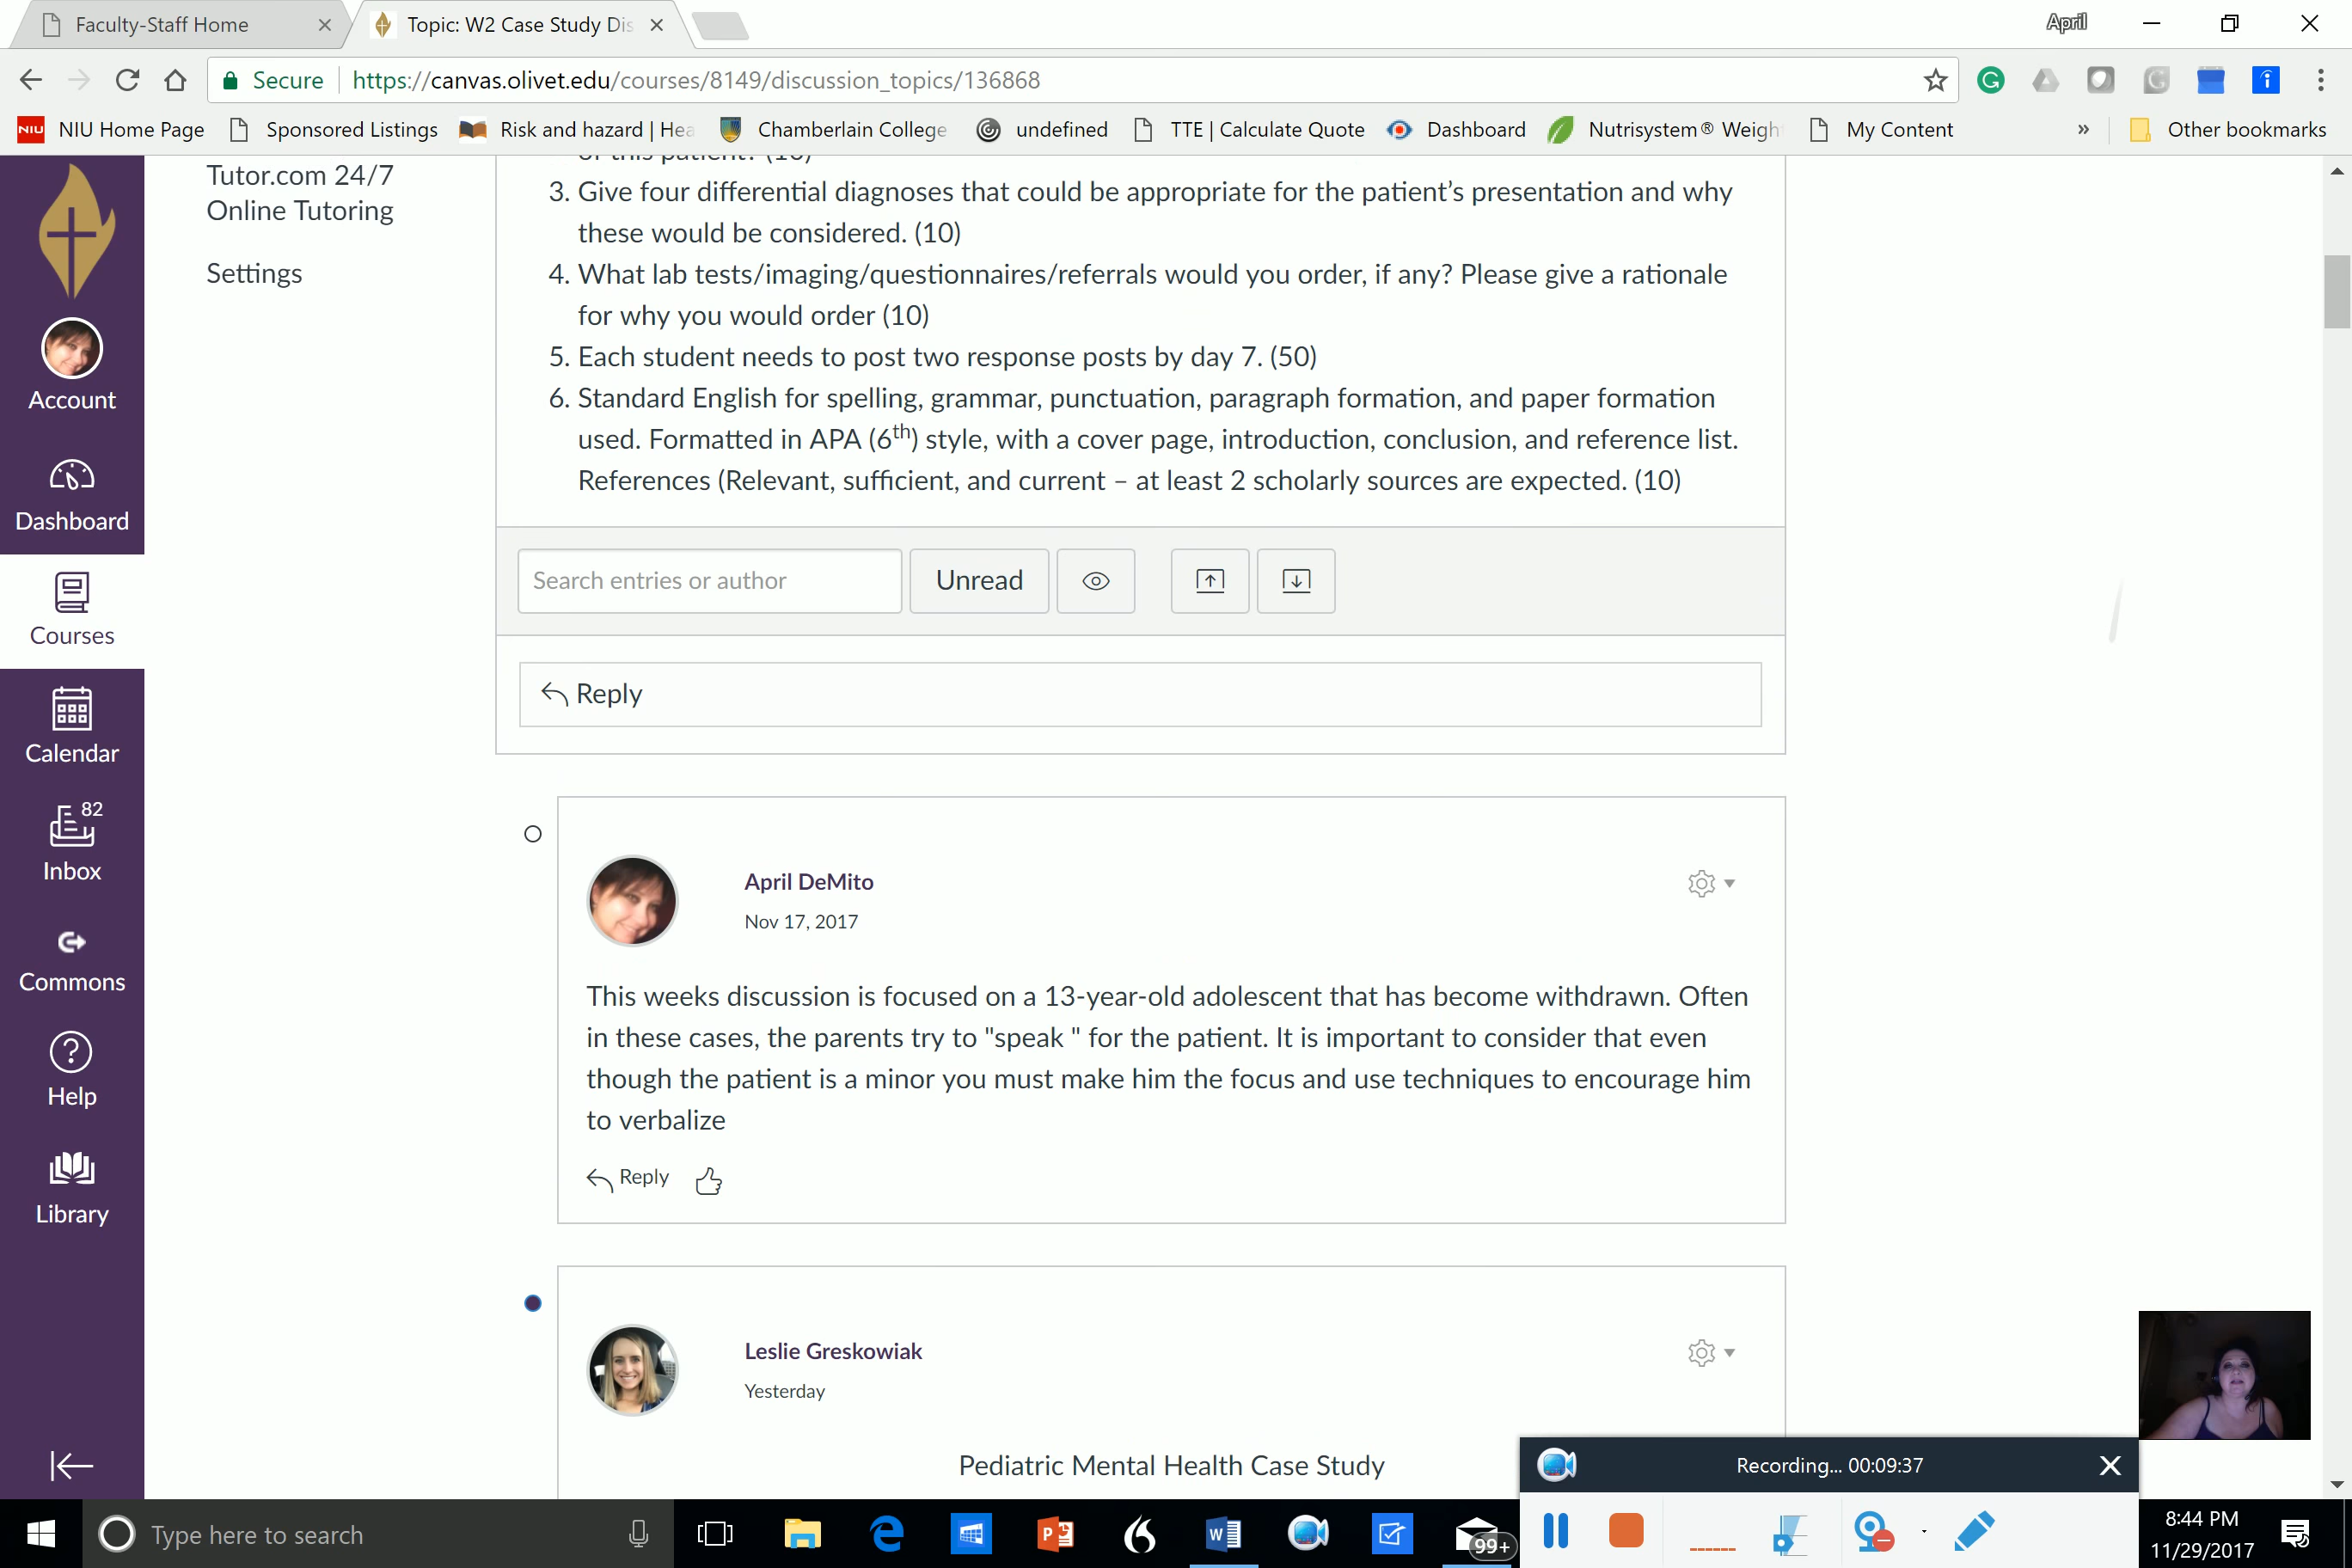 Faculty-Staff Home
Topic: W2 Case Study Dis
April
Secure
https://canvas.olivet.edu/courses/8149/discussion_topics/136868
NIU
NIU Home Page
Sponsored Listings
Risk and hazard | Hea
Chamberlain College
undefined
TTE | Calculate Quote
Dashboard
Nutrisystem® Weigh
My Content
»
Other bookmarks
Tutor.com 24/7
Online Tutoring
Settings
Account
Dashboard
Courses
Calendar
82
Inbox
Commons
Help
Library
of this patient? (10)
3. Give four differential diagnoses that could be appropriate for the patient's presentation and why
these would be considered. (10)
4. What lab tests/imaging/questionnaires/referrals would you order, if any? Please give a rationale
for why you would order (10)
5. Each student needs to post two response posts by day 7. (50)
6. Standard English for spelling, grammar, punctuation, paragraph formation, and paper formation
used. Formatted in APA (6th) style, with a cover page, introduction, conclusion, and reference list.
References (Relevant, sufficient, and current – at least 2 scholarly sources are expected. (10)
Search entries or author
Unread
Reply
April DeMito
Nov 17, 2017
This weeks discussion is focused on a 13-year-old adolescent that has become withdrawn. Often
in these cases, the parents try to "speak " for the patient. It is important to consider that even
though the patient is a minor you must make him the focus and use techniques to encourage him
to verbalize
Reply
Leslie Greskowiak
Yesterday
Pediatric Mental Health Case Study
Recording... 00:09:37
Type here to search
99+
8:44 PM
11/29/2017